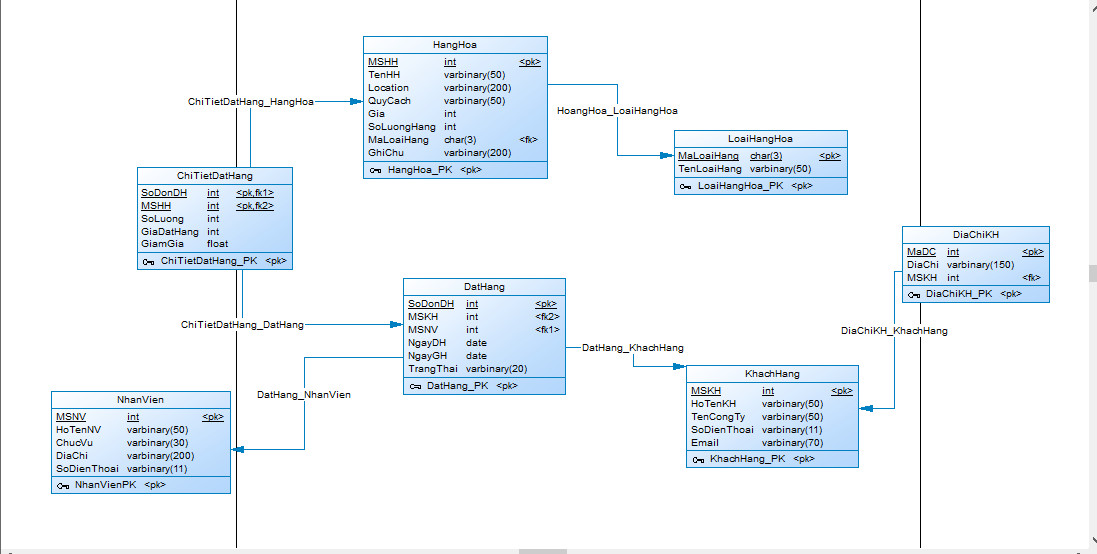 HangHoa
MSHH int <pk>
TenHH varbinary(50)
Location varbinary(200)
QuyCach varbinary(50)
Gia int
SoLuongHang int
MaLoaiHang char(3) <fk>
GhiChu varbinary(200)
HangHoa_PK <pk>
ChiTietDatHang_HangHoa
HoangHoa_LoaiHangHoa
LoaiHangHoa
MaLoaiHang char(3) <pk>
TenLoaiHang varbinary(50)
LoaiHangHoa_PK <pk>
ChiTietDatHang
SoDonDH int <pk,fk1>
MSHH int <pk,fk2>
SoLuong int
GiaDatHang int
GiamGia float
ChiTietDatHang_PK <pk>
DiaChiKH
MaDC int <pk>
DiaChi varbinary(150)
MSKH int <fk>
DiaChiKH_PK <pk>
DatHang
SoDonDH int <pk>
MSKH int <fk2>
MSNV int <fk1>
NgayDH date
NgayGH date
TrangThai varbinary(20)
DatHang_PK <pk>
ChiTietDatHang_DatHang
DatHang_KhachHang
DiaChiKH_KhachHang
DatHang_NhanVien
KhachHang
MSKH int <pk>
HoTenKH varbinary(50)
TenCongTy varbinary(50)
SoDienThoai varbinary(11)
Email varbinary(70)
KhachHang_PK <pk>
NhanVien
MSNV int <pk>
HoTenNV varbinary(50)
ChucVu varbinary(30)
DiaChi varbinary(200)
SoDienThoai varbinary(11)
NhanVienPK <pk>